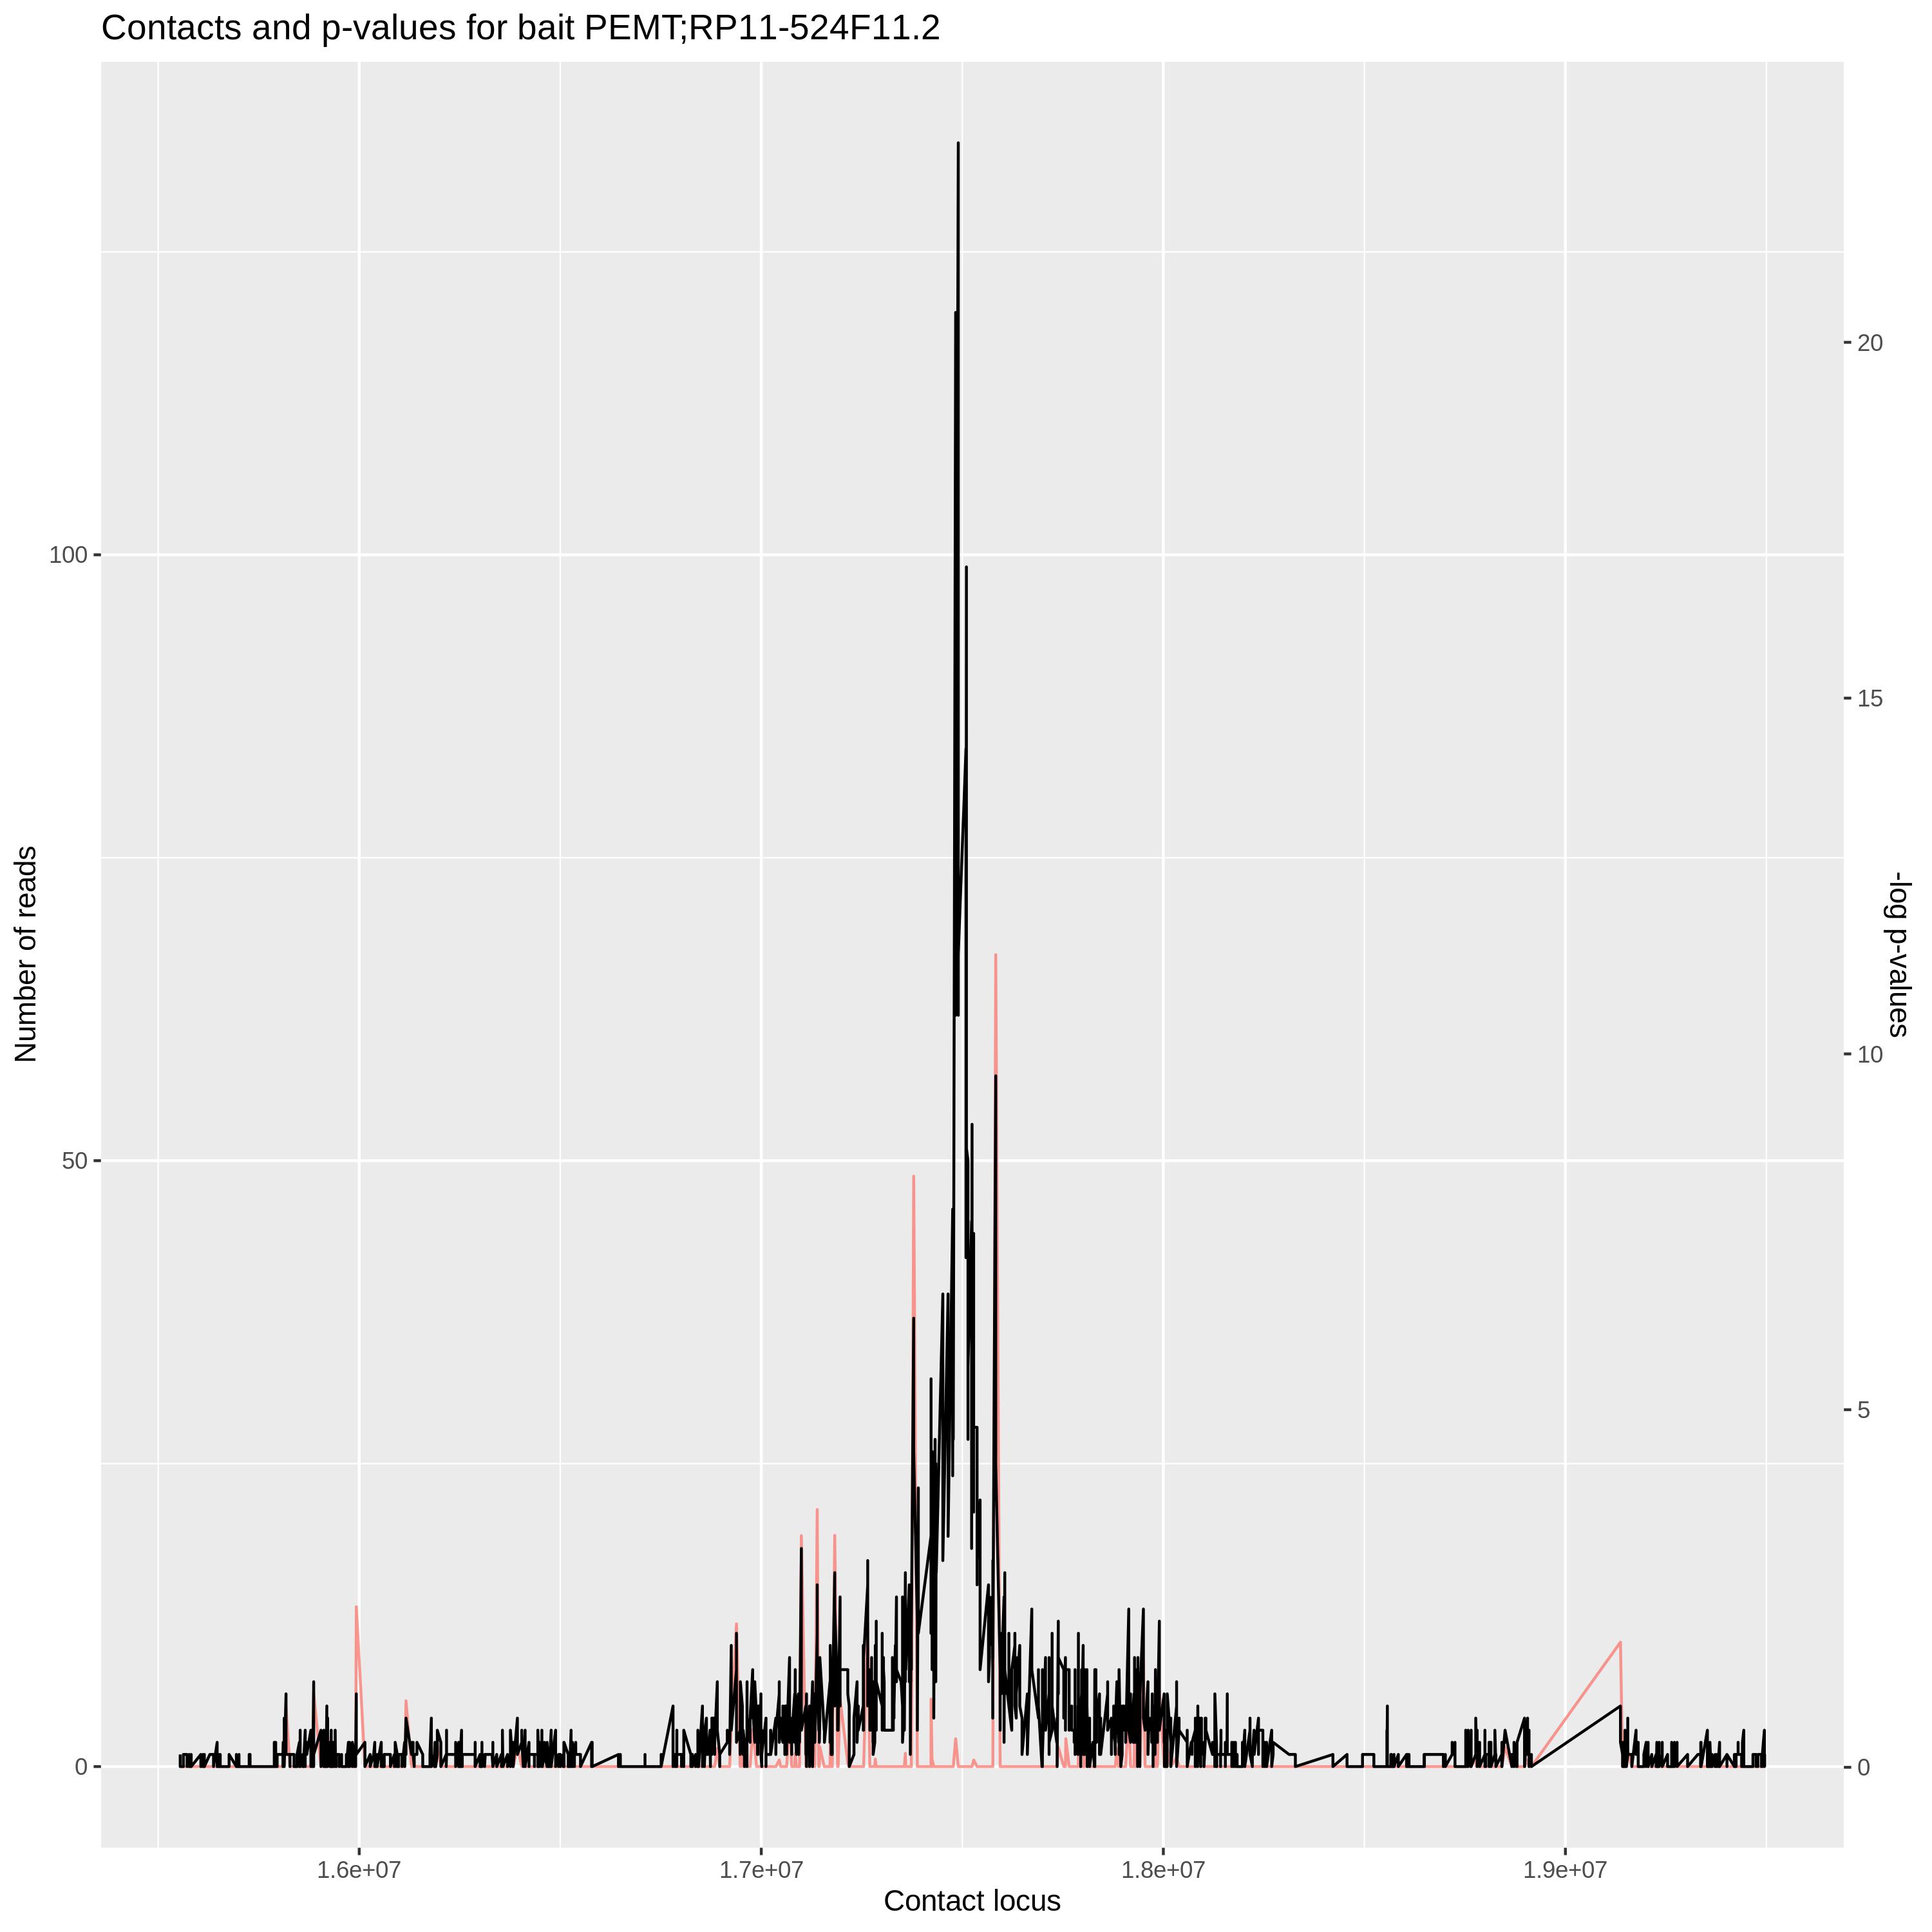 Contacts and p-values for bait PEMT;RP11-524F11.2
Number of reads
100
50
0
20
15
10
5
0
-log p-values
1.6e+07
1.7e+07
1.8e+07
1.9e+07
Contact locus